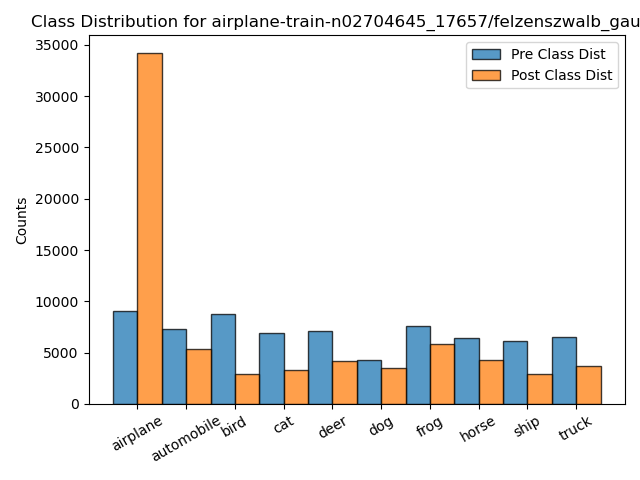 Class Distribution for airplane-train-n02704645_17657/felzenszwalb_gau
Pre Class Dist
Post Class Dist
Counts
35000
30000
25000
20000
15000
10000
5000
0
airplane
automobile
bird
cat
deer
dog
frog
horse
ship
truck